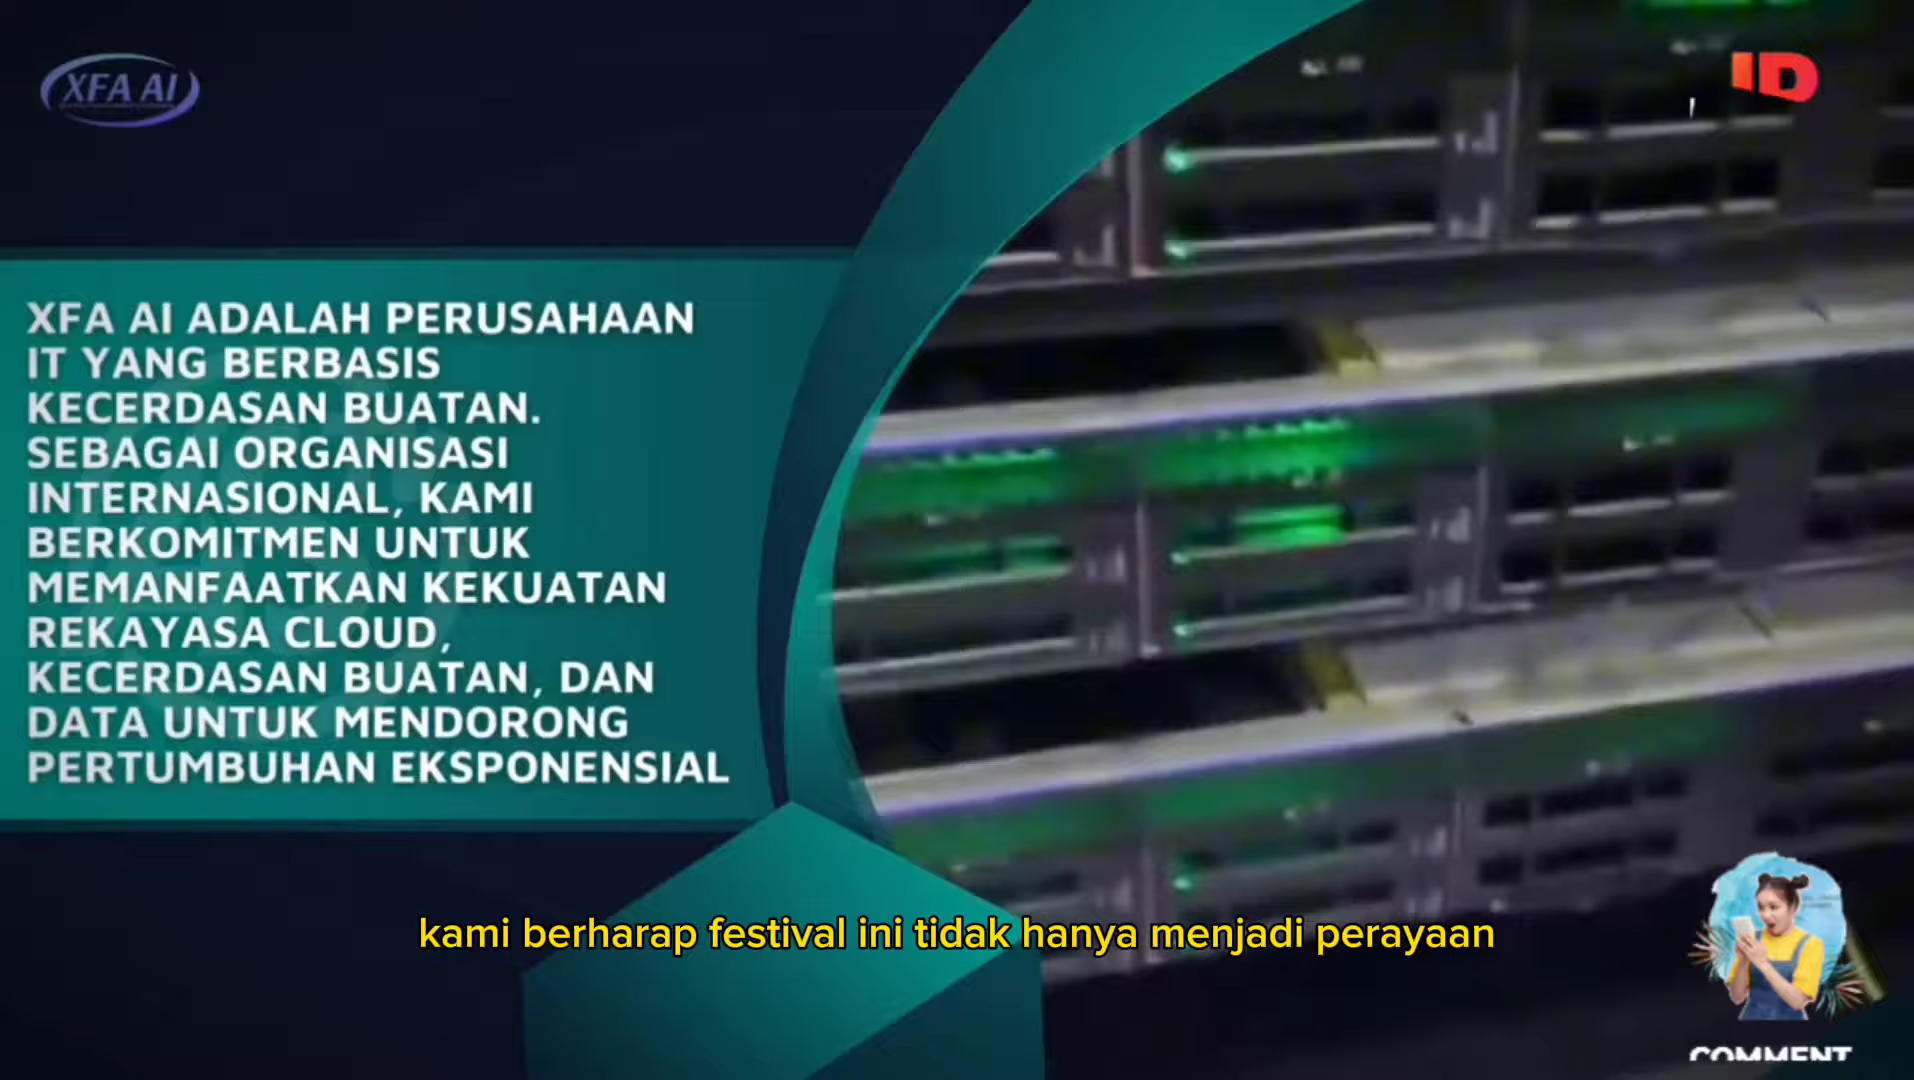 XFA AI
ID
XFA AI ADALAH PERUSAHAAN
IT YANG BERBASIS
KECERDASAN BUATAN.
SEBAGAI ORGANISASI
INTERNASIONAL, KAMI
BERKOMITMEN UNTUK
MEMANFAATKAN KEKUATAN
REKAYASA CLOUD,
KECERDASAN BUATAN, DAN
DATA UNTUK MENDORONG
PERTUMBUHAN EKSPONENSIAL
kami berharap festival ini tidak hanya menjadi perayaan
COMMENT